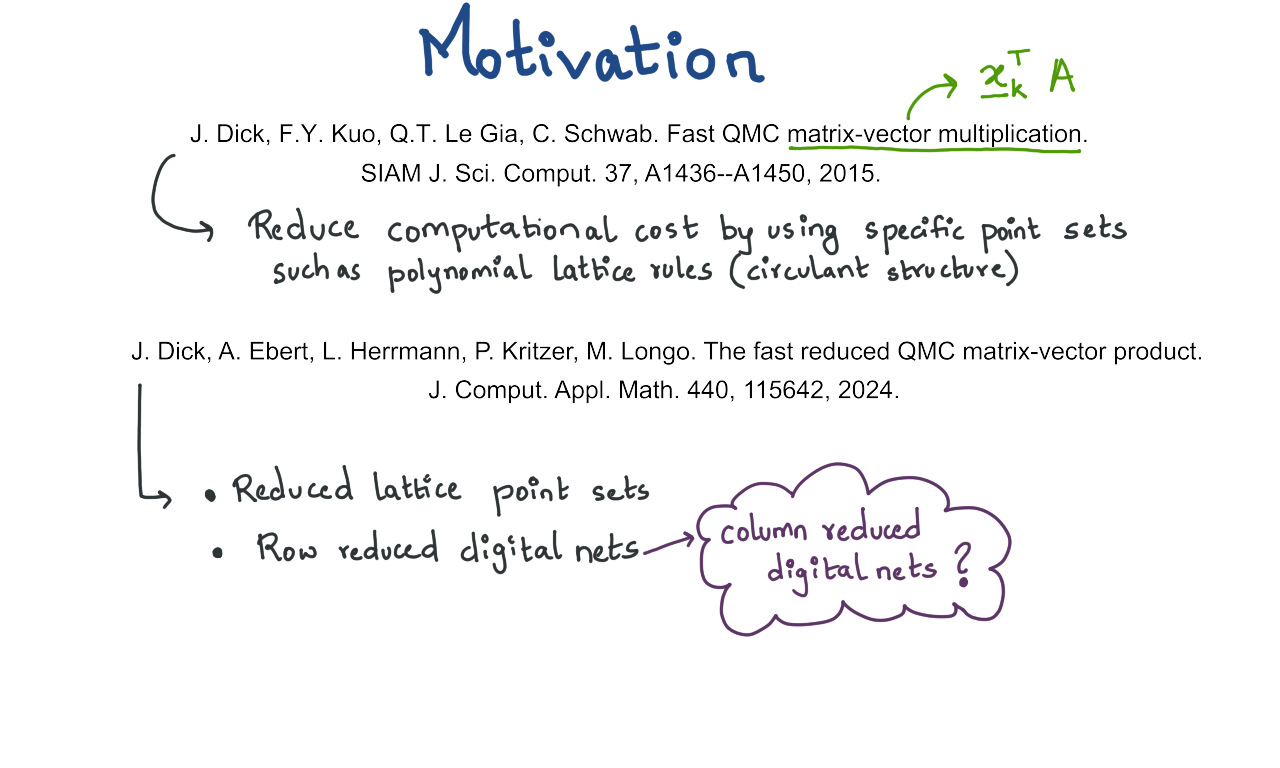 Motivation
x_k^T A
J. Dick, F.Y. Kuo, Q.T. Le Gia, C. Schwab. Fast QMC matrix-vector multiplication.
SIAM J. Sci. Comput. 37, A1436--A1450, 2015.
Reduce computational cost by using specific point sets
such as polynomial lattice rules (circulant structure)
J. Dick, A. Ebert, L. Herrmann, P. Kritzer, M. Longo. The fast reduced QMC matrix-vector product.
J. Comput. Appl. Math. 440, 115642, 2024.
• Reduced lattice point sets
• Row reduced digital nets
column reduced
digital nets ?